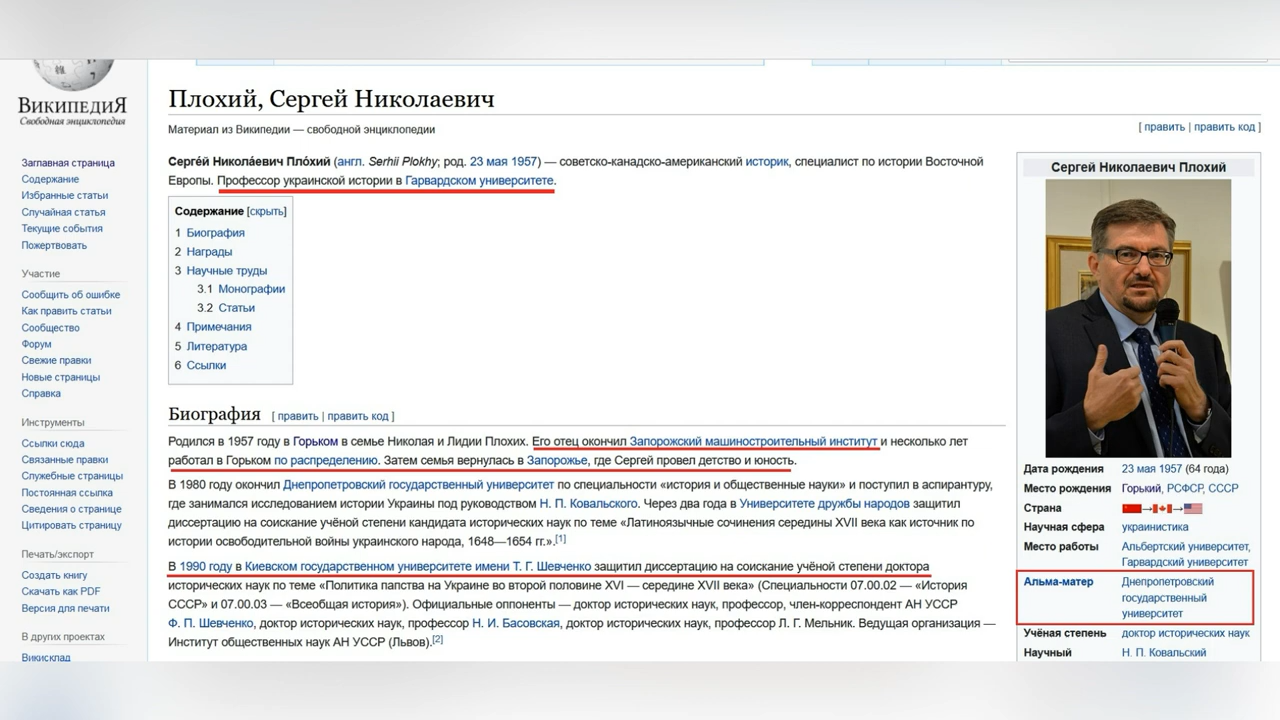 ВИКИПЕДИЯ
Свободная энциклопедия
Заглавная страница
Содержание
Избранные статьи
Случайная статья
Текущие события
Пожертвовать
Участие
Сообщить об ошибке
Как править статьи
Сообщество
Форум
Свежие правки
Новые страницы
Справка
Инструменты
Ссылки сюда
Связанные правки
Служебные страницы
Постоянная ссылка
Сведения о странице
Цитировать страницу
Печать/экспорт
Создать книгу
Скачать как PDF
Версия для печати
В других проектах
Викисклад
Плохий, Сергей Николаевич
Материал из Википедии — свободной энциклопедии
[ править | править код ]
Серге́й Никола́евич Пло́хий (англ. Serhii Plokhy; род. 23 мая 1957) — советско-канадско-американский историк, специалист по истории Восточной
Европы. Профессор украинской истории в Гарвардском университете.
Содержание [скрыть]
1 Биография
2 Награды
3 Научные труды
3.1 Монографии
3.2 Статьи
4 Примечания
5 Литература
6 Ссылки
Биография [ править | править код ]
Родился в 1957 году в Горьком в семье Николая и Лидии Плохих. Его отец окончил Запорожский машиностроительный институт и несколько лет
работал в Горьком по распределению. Затем семья вернулась в Запорожье, где Сергей провел детство и юность.
В 1980 году окончил Днепропетровский государственный университет по специальности «история и общественные науки» и поступил в аспирантуру,
где занимался исследованием истории Украины под руководством Н. П. Ковальского. Через два года в Университете дружбы народов защитил
диссертацию на соискание учёной степени кандидата исторических наук по теме «Латиноязычные сочинения середины XVII века как источник по
истории освободительной войны украинского народа, 1648—1654 гг.».[1]
В 1990 году в Киевском государственном университете имени Т. Г. Шевченко защитил диссертацию на соискание учёной степени доктора
исторических наук по теме «Политика папства на Украине во второй половине XVI — середине XVII века» (Специальности 07.00.02 — «История
СССР» и 07.00.03 — «Всеобщая история»). Официальные оппоненты — доктор исторических наук, профессор, член-корреспондент АН УССР
Ф. П. Шевченко, доктор исторических наук, профессор Н. И. Басовская, доктор исторических наук, профессор Л. Г. Мельник. Ведущая организация —
Институт общественных наук АН УССР (Львов).[2]
Сергей Николаевич Плохий
Дата рождения 23 мая 1957 (64 года)
Место рождения Горький, РСФСР, СССР
Страна → →
Научная сфера украинистика
Место работы Альбертский университет,
Гарвардский университет
Альма-матер Днепропетровский
государственный
университет
Учёная степень доктор исторических наук
Научный Н. П. Ковальский